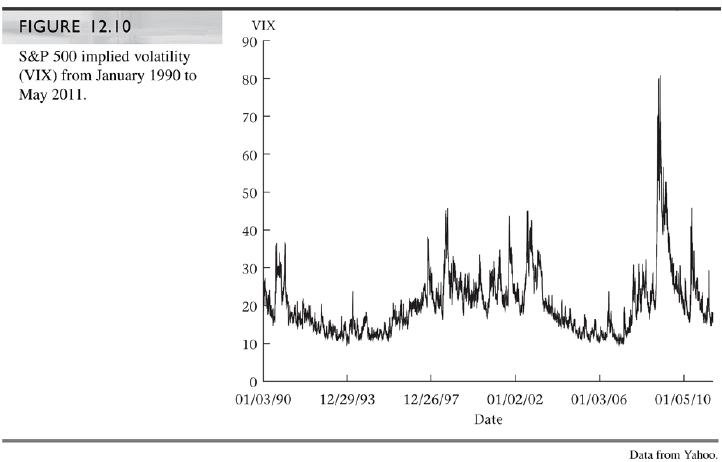 FIGURE 12.10
S&P 500 implied volatility
(VIX) from January 1990 to
May 2011.
VIX
90
80
70
60
50
40
30
20
10
0
01/03/90 12/29/93 12/26/97 01/02/02 01/03/06 01/05/10
Date
Data from Yahoo.